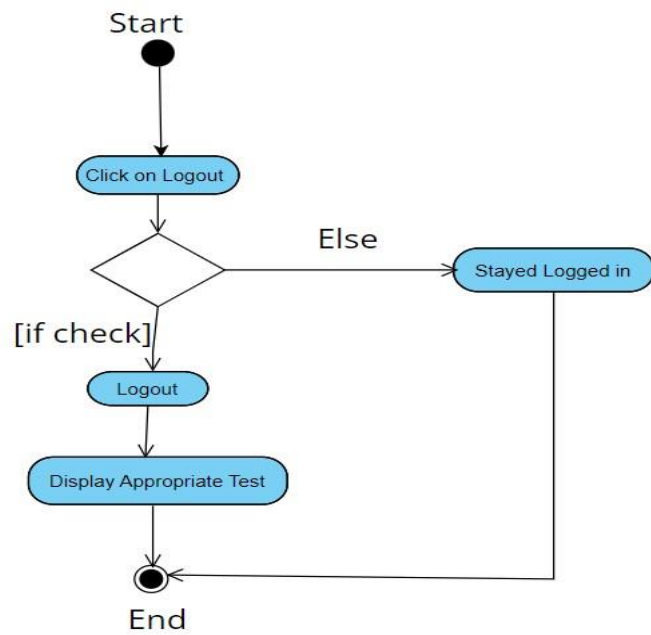 Start
Click on Logout
Else
Stayed Logged in
[if check]
Logout
Display Appropriate Test
End